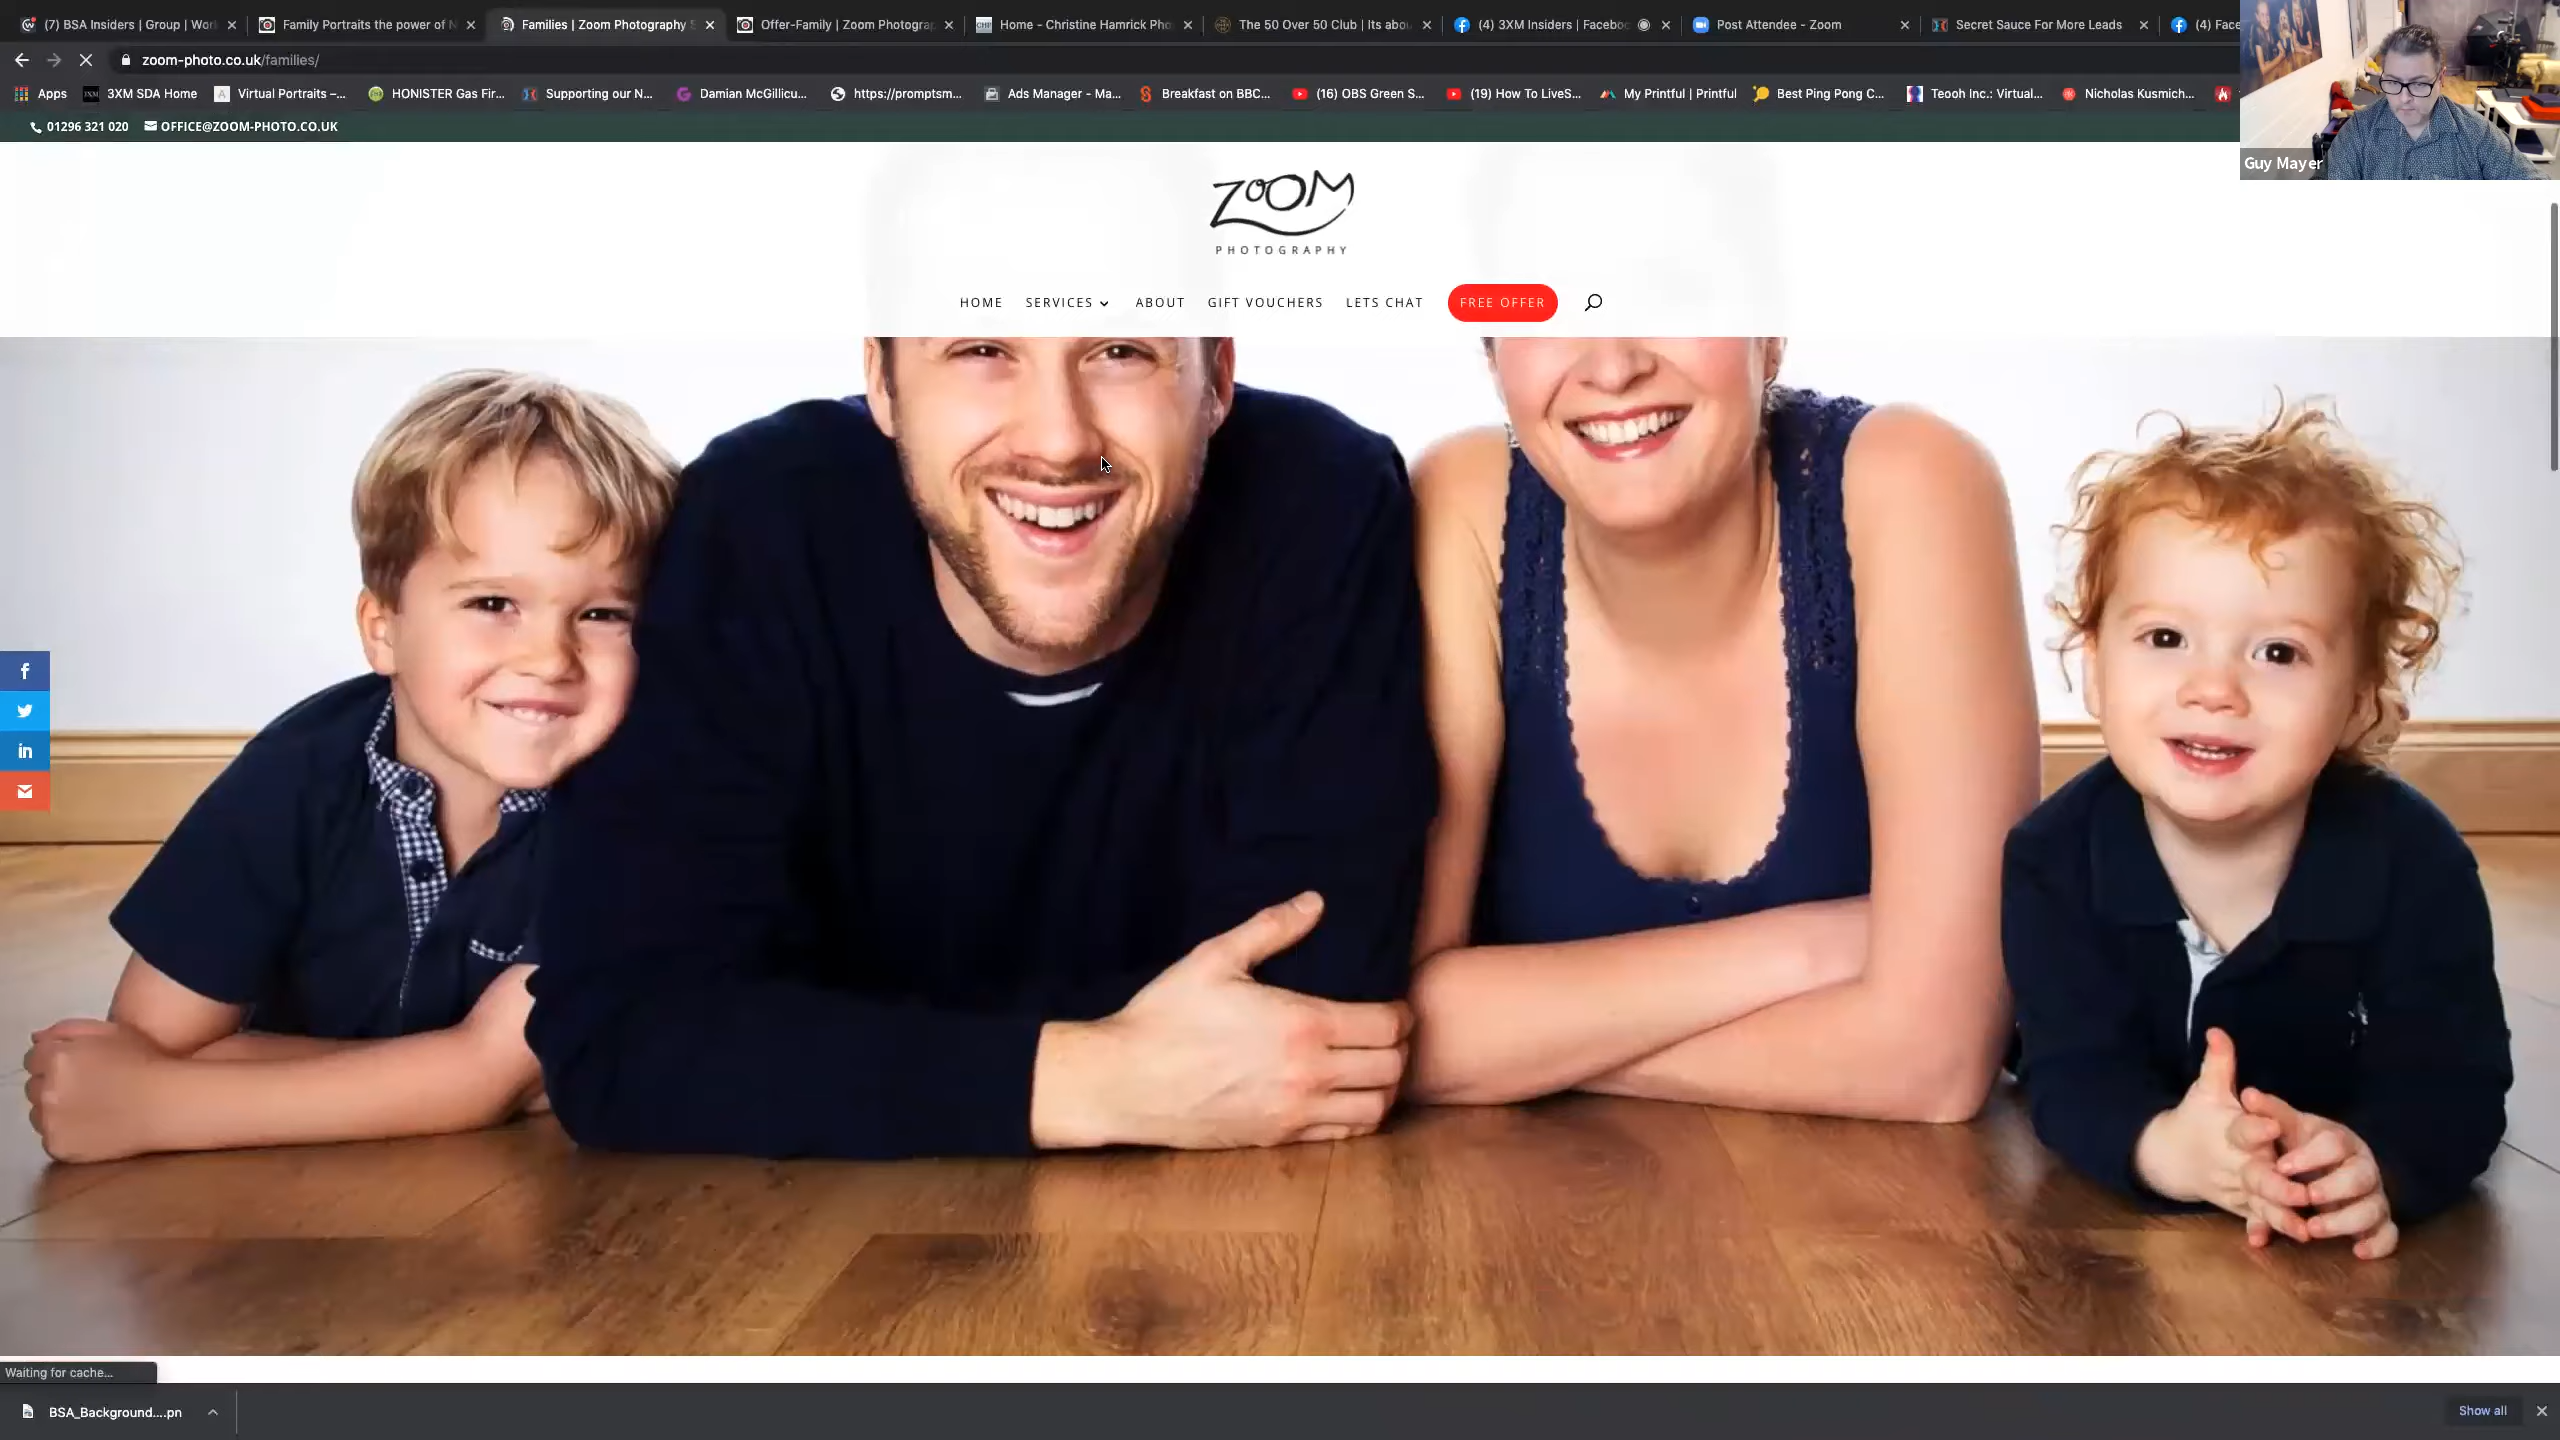 (7) BSA Insiders | Group | Wor
Family Portraits the power of N
Families | Zoom Photography S
Offer-Family | Zoom Photograp
Home - Christine Hamrick Pho
The 50 Over 50 Club | Its abou
(4) 3XM Insiders | Faceboo
Post Attendee - Zoom
Secret Sauce For More Leads
(4) Face
zoom-photo.co.uk/families/
Apps
3XM SDA Home
Virtual Portraits –...
HONISTER Gas Fir...
Supporting our N...
Damian McGillicu...
https://promptsm...
Ads Manager - Ma...
Breakfast on BBC...
(16) OBS Green S...
(19) How To LiveS...
My Printful | Printful
Best Ping Pong C...
Teooh Inc.: Virtual...
Nicholas Kusmich...
01296 321 020
OFFICE@ZOOM-PHOTO.CO.UK
Guy Mayer
ZOOM
PHOTOGRAPHY
HOME
SERVICES
ABOUT
GIFT VOUCHERS
LETS CHAT
FREE OFFER
Waiting for cache...
BSA_Background....pn
Show all